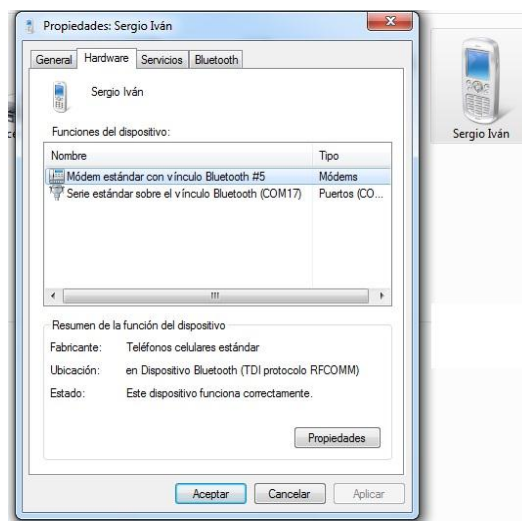 Propiedades: Sergio Iván
General Hardware Servicios Bluetooth
Sergio Iván
Sergio Iván
Funciones del dispositivo:
Nombre Tipo
Módem estándar con vínculo Bluetooth #5 Módems
Serie estándar sobre el vínculo Bluetooth (COM17) Puertos (CO...
Resumen de la función del dispositivo
Fabricante: Teléfonos celulares estándar
Ubicación: en Dispositivo Bluetooth (TDI protocolo RFCOMM)
Estado: Este dispositivo funciona correctamente.
Propiedades
Aceptar Cancelar Aplicar